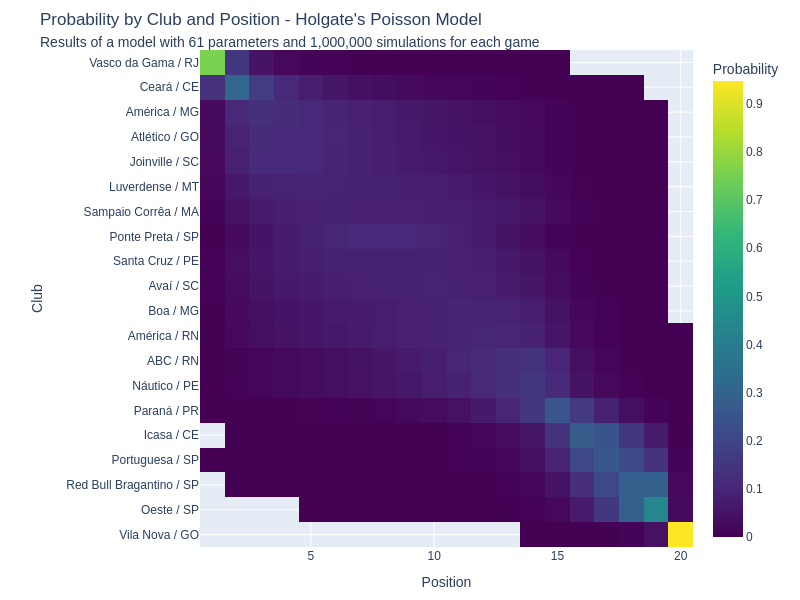 Probability by Club and Position - Holgate's Poisson Model
Results of a model with 61 parameters and 1,000,000 simulations for each game
Probability
Vasco da Gama / RJ
Ceará / CE
América / MG
Atlético / GO
Joinville / SC
Luverdense / MT
Sampaio Corrêa / MA
Ponte Preta / SP
Santa Cruz / PE
Avaí / SC
Boa / MG
América / RN
ABC / RN
Náutico / PE
Paraná / PR
Icasa / CE
Portuguesa / SP
Red Bull Bragantino / SP
Oeste / SP
Vila Nova / GO
Club
5
10
15
20
Position
0.9
0.8
0.7
0.6
0.5
0.4
0.3
0.2
0.1
0